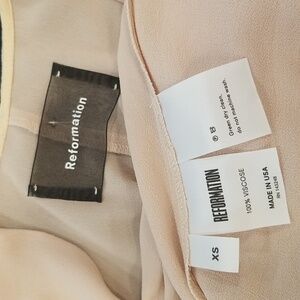 Reformation
Green dry clean.
do not machine wash.
REFORMATION
100% VISCOSE
MADE IN USA
XS